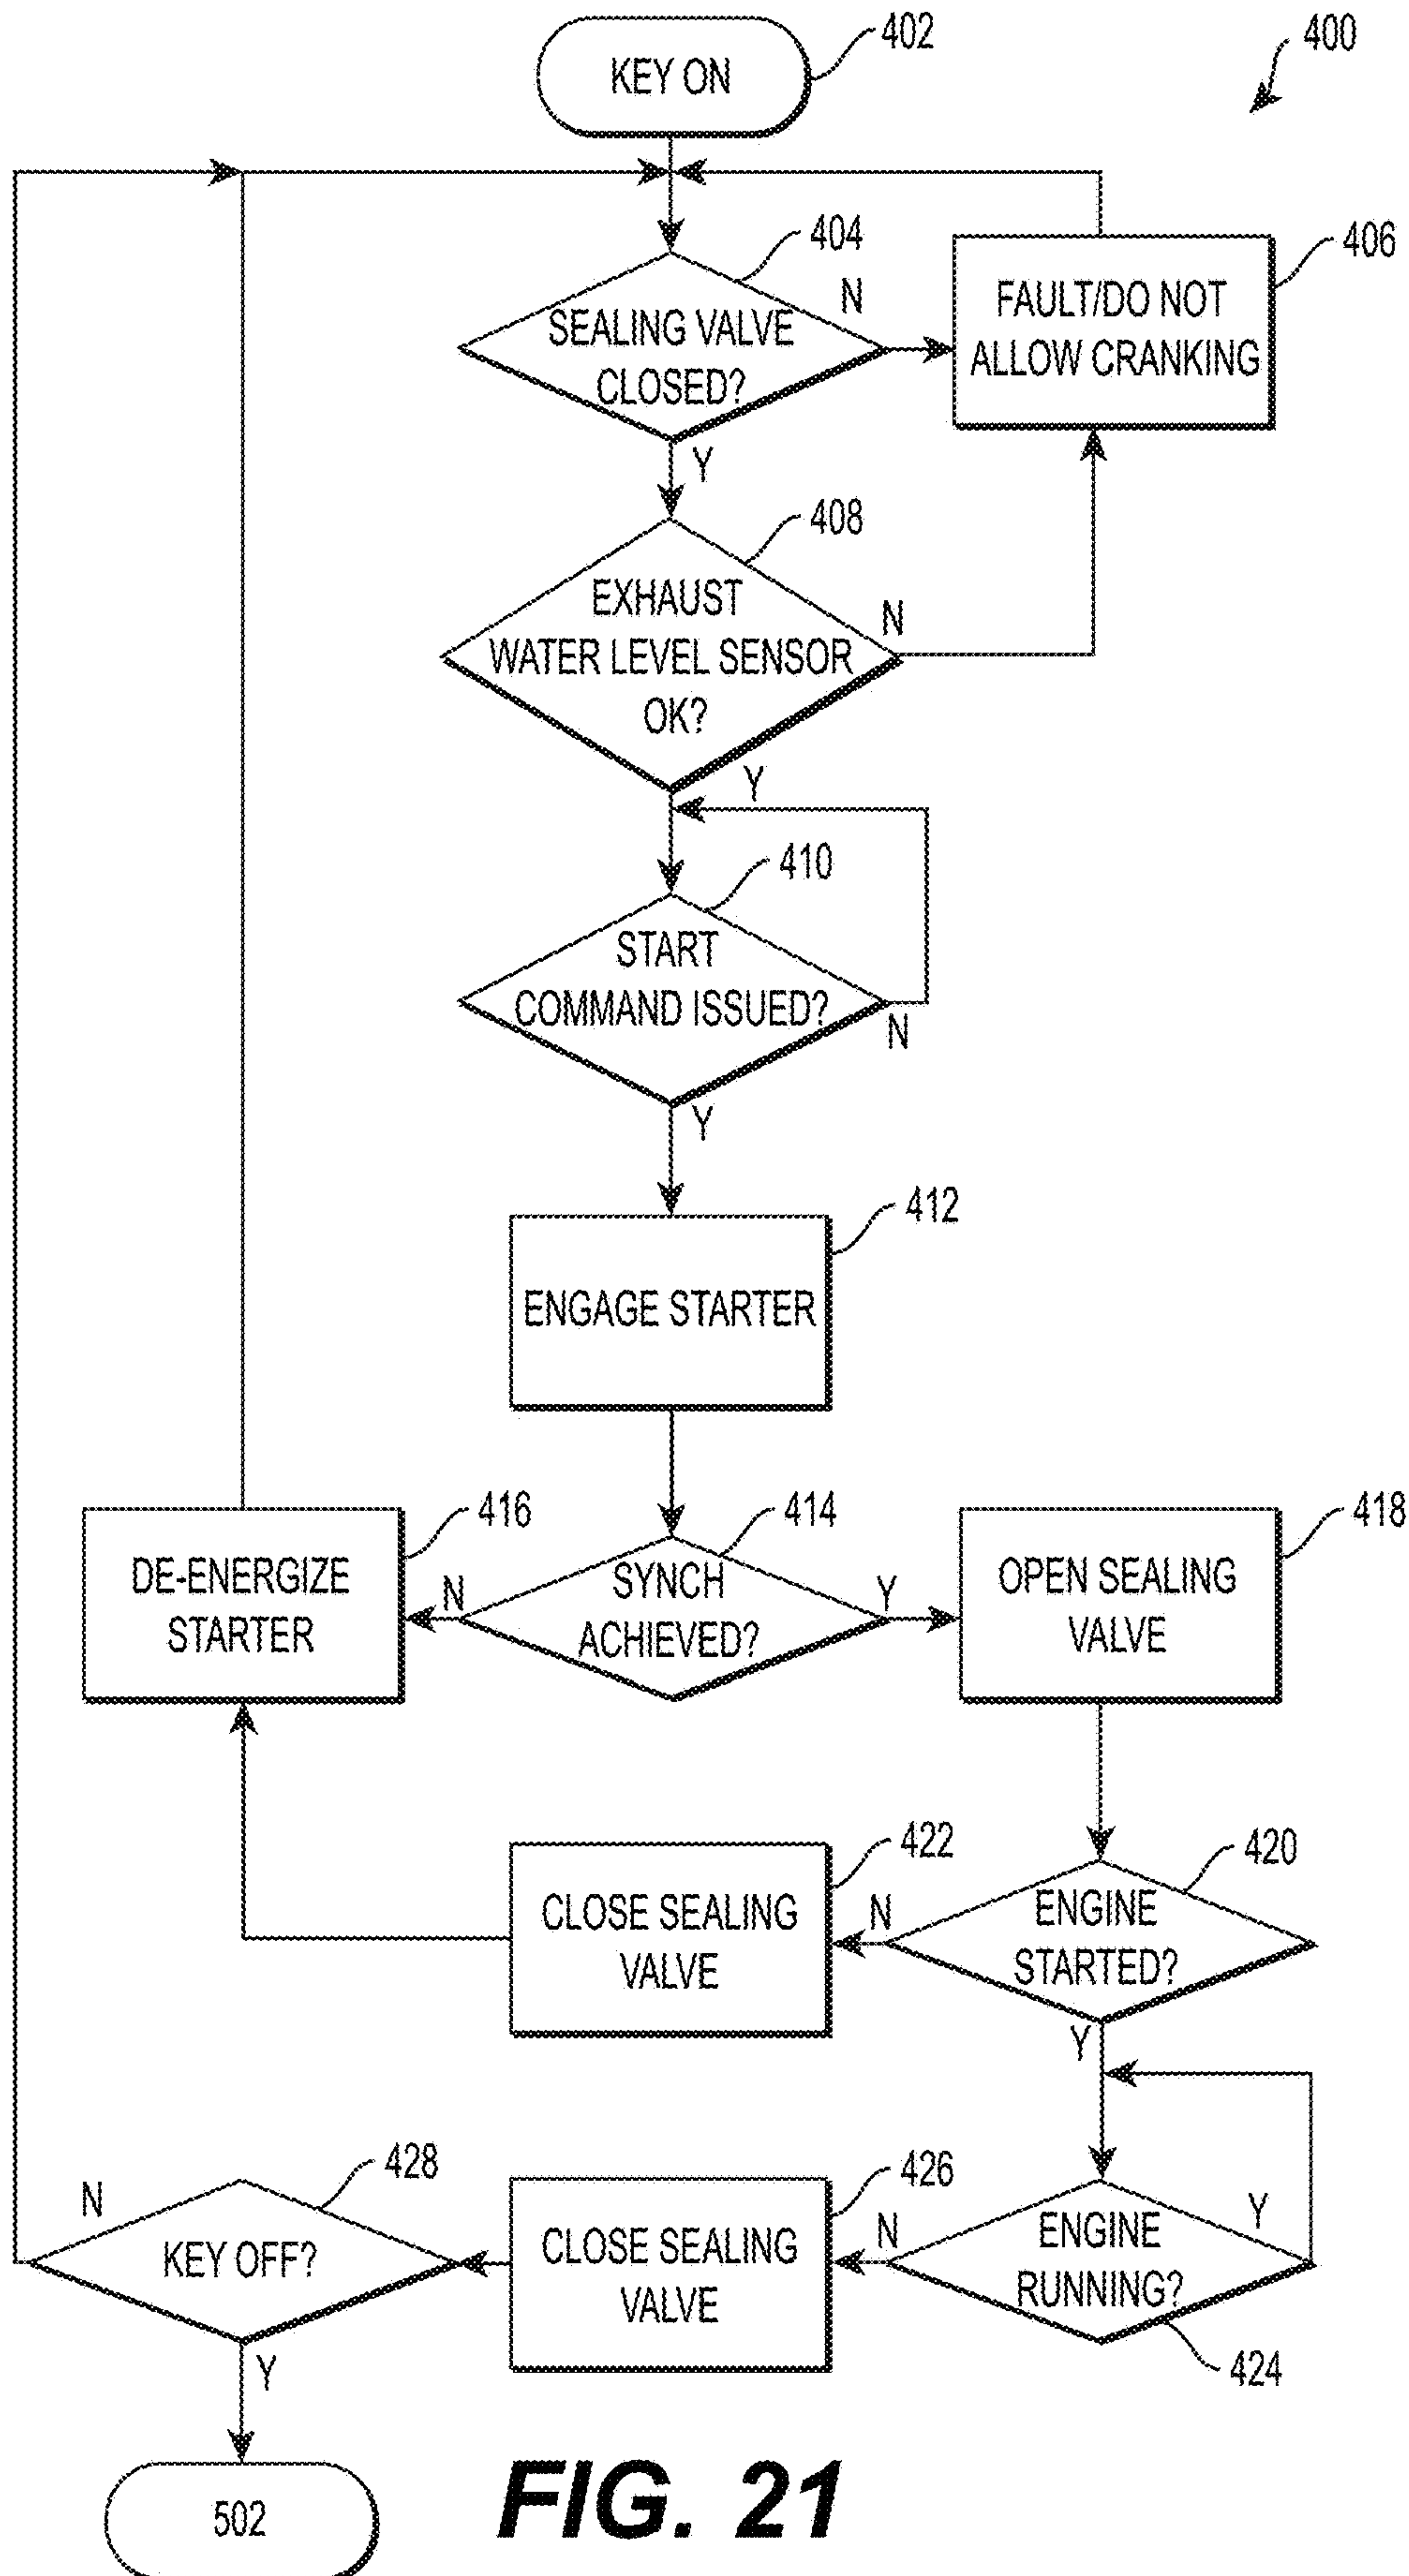 402
400
KEY ON
404
406
N
FAULT/DO NOT
ALLOW CRANKING
SEALING VALVE
CLOSED?
Y
408
EXHAUST
WATER LEVEL SENSOR
OK?
N
Y
410
START
COMMAND ISSUED?
N
Y
412
ENGAGE STARTER
416
414
418
DE-ENERGIZE
STARTER
N
SYNCH
ACHIEVED?
Y
OPEN SEALING
VALVE
422
420
CLOSE SEALING
VALVE
N
ENGINE
STARTED?
Y
428
426
N
KEY OFF?
CLOSE SEALING
VALVE
N
ENGINE
RUNNING?
Y
424
Y
502
FIG. 21